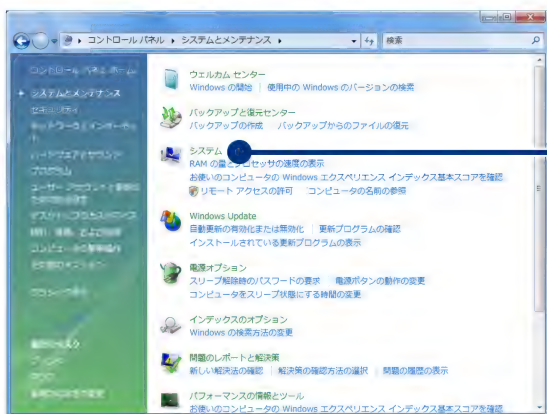 コントロール パネル ▸ システムとメンテナンス ▸
検索
コントロール パネル ホーム
システムとメンテナンス
セキュリティ
ウェルカム センター
Windows の開始 | 使用中の Windows のバージョンの検索
バックアップと復元センター
バックアップの作成 | バックアップからのファイルの復元
システム
RAM の量とプロセッサの速度の表示
お使いのコンピュータの Windows エクスペリエンス インデックス基本スコアを確認
リモート アクセスの許可 | コンピュータの名前の参照
Windows Update
自動更新の有効化または無効化 | 更新プログラムの確認
インストールされている更新プログラムの表示
電源オプション
スリープ解除時のパスワードの要求 | 電源ボタンの動作の変更
コンピュータをスリープ状態にする時間の変更
インデックスのオプション
Windows の検索方法の変更
問題のレポートと解決策
新しい解決法の確認 | 解決策の確認方法の選択 | 問題の履歴の表示
パフォーマンスの情報とツール
お使いのコンピュータの Windows エクスペリエンス インデックス基本スコアを確認